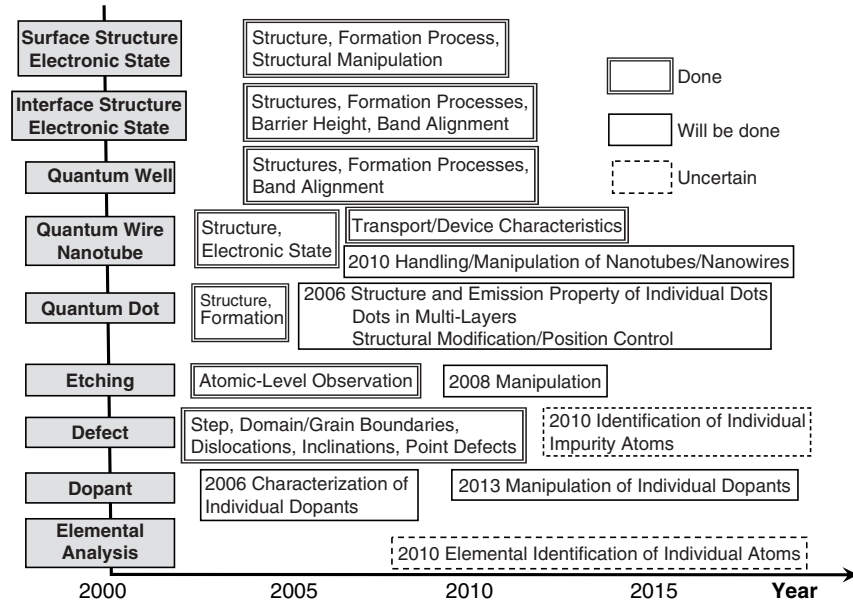 Surface Structure
Electronic State
Structure, Formation Process,
Structural Manipulation
Done
Interface Structure
Electronic State
Structures, Formation Processes,
Barrier Height, Band Alignment
Will be done
Quantum Well
Structures, Formation Processes,
Band Alignment
Uncertain
Quantum Wire
Nanotube
Structure,
Electronic State
Transport/Device Characteristics
2010 Handling/Manipulation of Nanotubes/Nanowires
Quantum Dot
Structure,
Formation
2006 Structure and Emission Property of Individual Dots
Dots in Multi-Layers
Structural Modification/Position Control
Etching
Atomic-Level Observation
2008 Manipulation
Defect
Step, Domain/Grain Boundaries,
Dislocations, Inclinations, Point Defects
2010 Identification of Individual
Impurity Atoms
Dopant
2006 Characterization of
Individual Dopants
2013 Manipulation of Individual Dopants
Elemental
Analysis
2010 Elemental Identification of Individual Atoms
2000 2005 2010 2015 Year